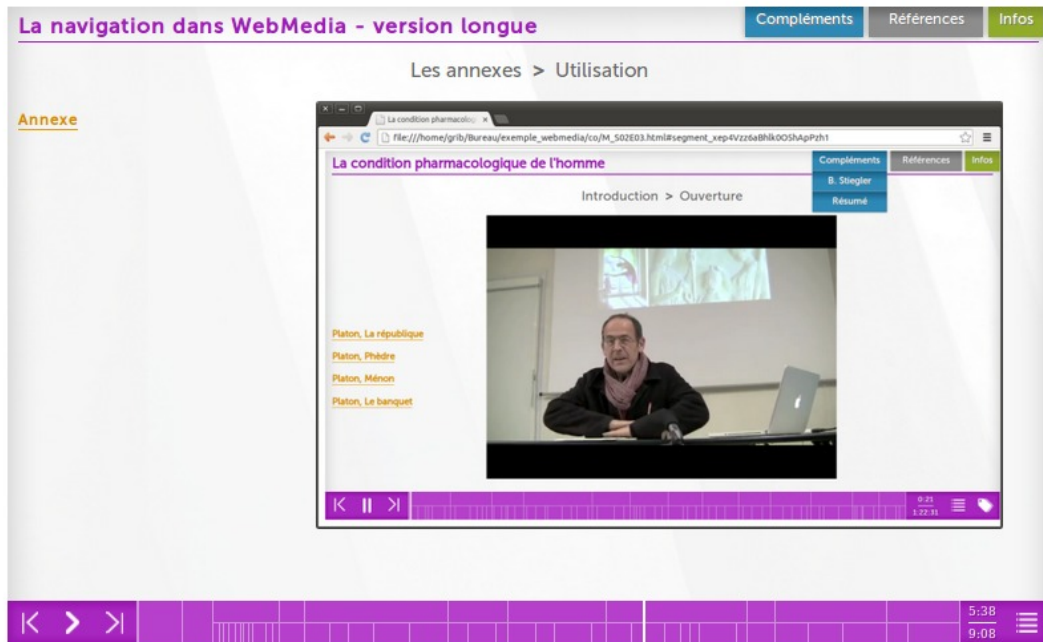 La navigation dans WebMedia - version longue
Compléments
Références
Infos
Les annexes > Utilisation
Annexe
La condition pharmacolog
file:///home/grib/Bureau/exemple_webmedia/co/M_S02E03.html#segment_xep4Vzz6aBhlk0OShApPzh1
La condition pharmacologique de l'homme
Compléments
Références
Infos
B. Stiegler
Résumé
Introduction > Ouverture
Platon, La république
Platon, Phèdre
Platon, Ménon
Platon, Le banquet
0:21
1:22:31
5:38
9:08